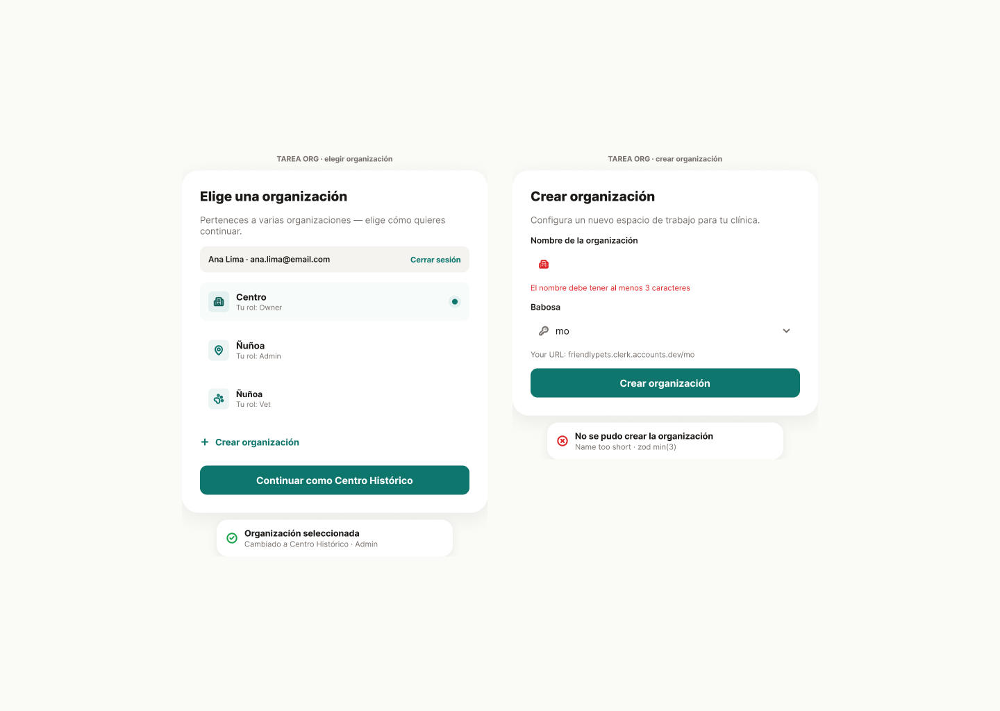 TAREA ORG · elegir organización
Elige una organización
Perteneces a varias organizaciones — elige cómo quieres
continuar.
Ana Lima · ana.lima@email.com
Cerrar sesión
Centro
Tu rol: Owner
Ñuñoa
Tu rol: Admin
Ñuñoa
Tu rol: Vet
Crear organización
Continuar como Centro Histórico
Organización seleccionada
Cambiado a Centro Histórico · Admin
TAREA ORG · crear organización
Crear organización
Configura un nuevo espacio de trabajo para tu clínica.
Nombre de la organización
El nombre debe tener al menos 3 caracteres
Babosa
mo
Your URL: friendlypets.clerk.accounts.dev/mo
Crear organización
No se pudo crear la organización
Name too short · zod min(3)